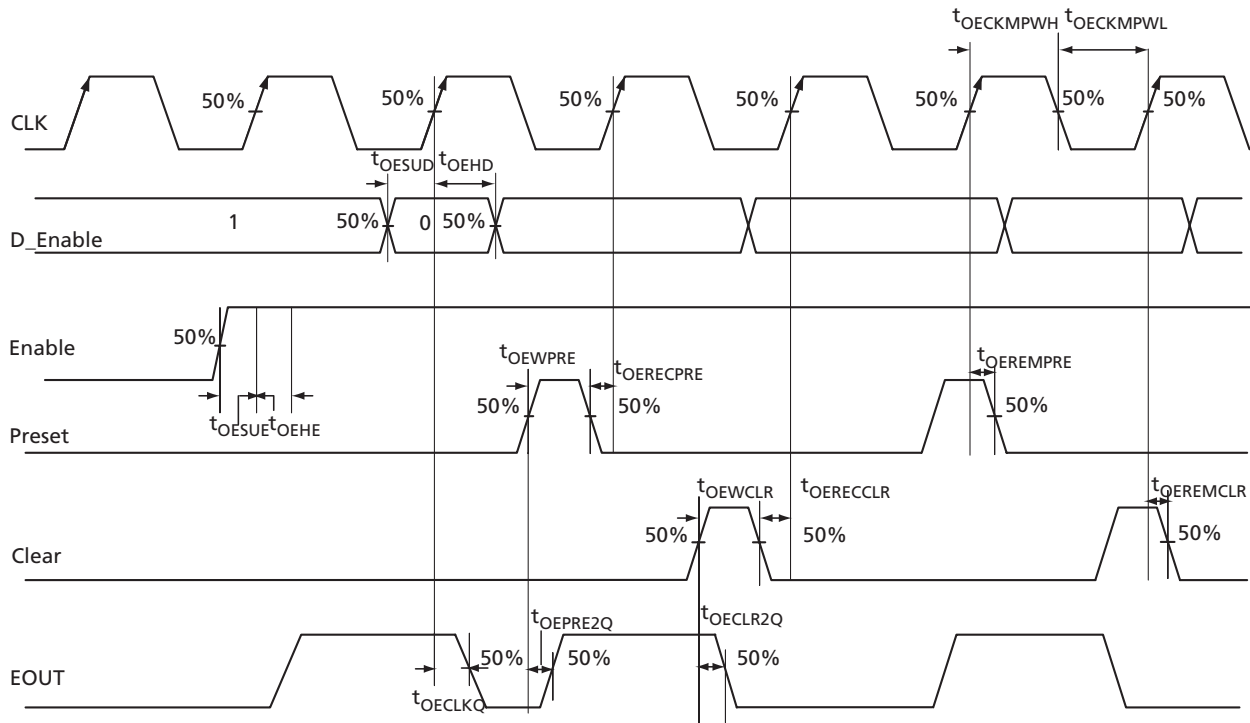 tOECKMPWH tOECKMPWL
CLK
50% 50% 50% 50% 50% 50% 50%
tOESUD tOEHD
D_Enable
1 50% 0 50%
Enable
50%
tOESUE tOEHE
Preset
tOEWPRE tOERECPRE tOEREMPRE
50% 50% 50%
Clear
tOEWCLR tOERECCLR tOEREMCLR
50% 50% 50%
EOUT
tOEPRE2Q tOECLR2Q
50% 50% 50%
tOECLKQ